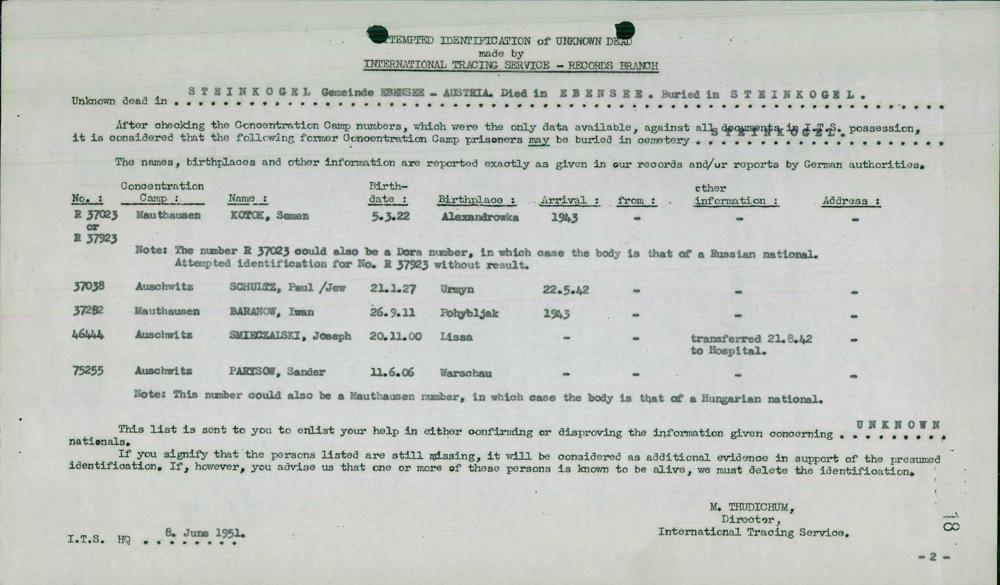 ATTEMPTED IDENTIFICATION of UNKNOWN DEAD
made by
INTERNATIONAL TRACING SERVICE - RECORDS BRANCH
Unknown dead in STEINKOGEL Gemeinde EBENSEE - AUSTRIA. Died in EBENSEE. Buried in STEINKOGEL.
After checking the Concentration Camp numbers, which were the only data available, against all documents in I.T.S. possession,
it is considered that the following former Concentration Camp prisoners may be buried in cemetery STEINKOGEL.
The names, birthplaces and other information are reported exactly as given in our records and/or reports by German authorities.
No. : Concentration Camp : Name : Birth-date : Birthplace : Arrival : from : other information : Address :
R 37023 Mauthausen KOTOK, Semen 5.3.22 Alexandrowka 1943 - - -
or
R 37923
Note: The number R 37023 could also be a Dora number, in which case the body is that of a Russian national.
Attempted identification for No. R 37923 without result.
37038 Auschwitz SCHULTZ, Paul /Jew 21.1.27 Urmyn 22.5.42 - - -
37282 Mauthausen BARANOW, Iwan 26.9.11 Pohybljak 1943 - - -
46444 Auschwitz SMIECZALSKI, Joseph 20.11.00 Lissa - - transferred 21.8.42 -
to Hospital.
75255 Auschwitz PARYSOW, Sander 11.6.06 Warschau - - - -
Note: This number could also be a Mauthausen number, in which case the body is that of a Hungarian national.
This list is sent to you to enlist your help in either confirming or disproving the information given concerning UNKNOWN
nationals.
If you signify that the persons listed are still missing, it will be considered as additional evidence in support of the presumed
identification. If, however, you advise us that one or more of these persons is known to be alive, we must delete the identification.
M. THUDICHUM,
Director,
International Tracing Service.
I.T.S. HQ 8. June 1951.
18
- 2 -